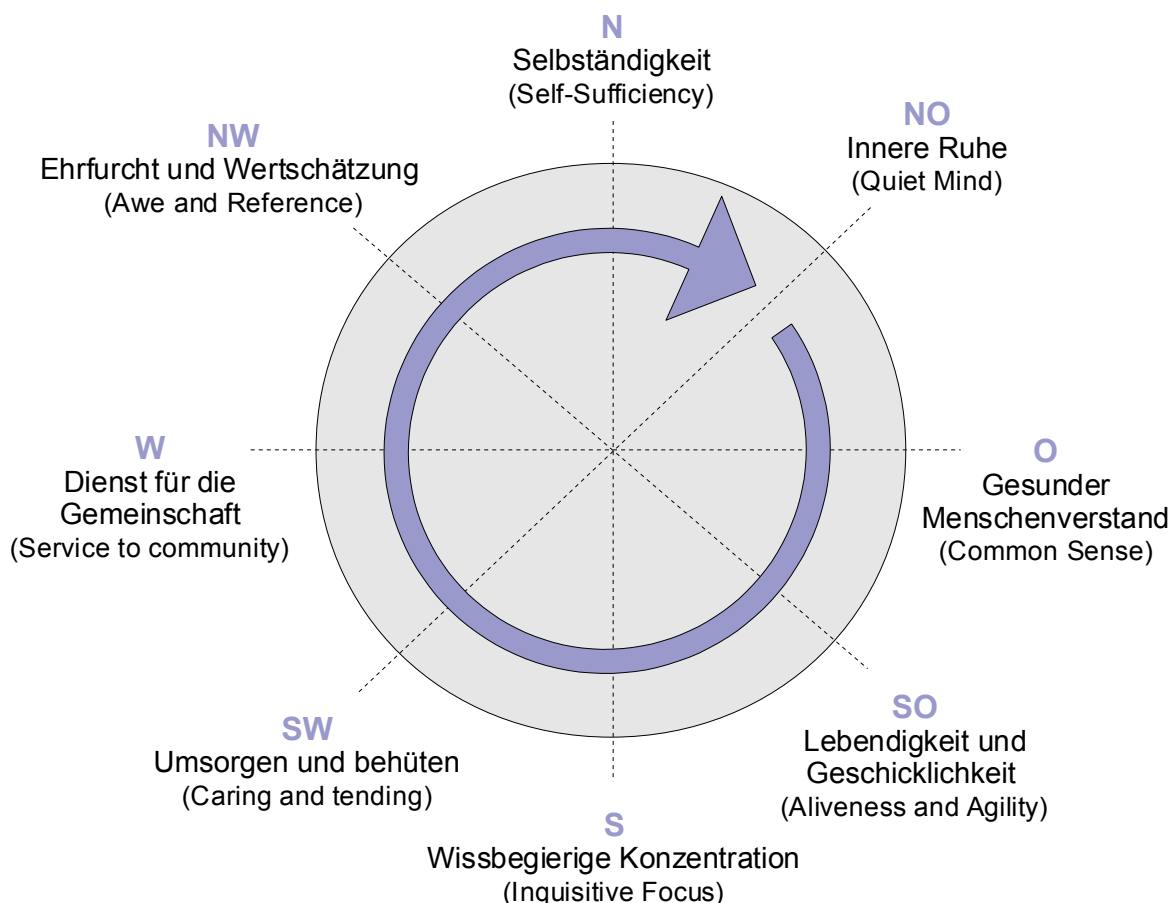 N
Selbständigkeit
(Self-Sufficiency)
NO
Innere Ruhe
(Quiet Mind)
NW
Ehrfurcht und Wertschätzung
(Awe and Reference)
W
Dienst für die
Gemeinschaft
(Service to community)
O
Gesunder
Menschenverstand
(Common Sense)
SW
Umsorgen und behüten
(Caring and tending)
SO
Lebendigkeit und
Geschicklichkeit
(Aliveness and Agility)
S
Wissbegierige Konzentration
(Inquisitive Focus)